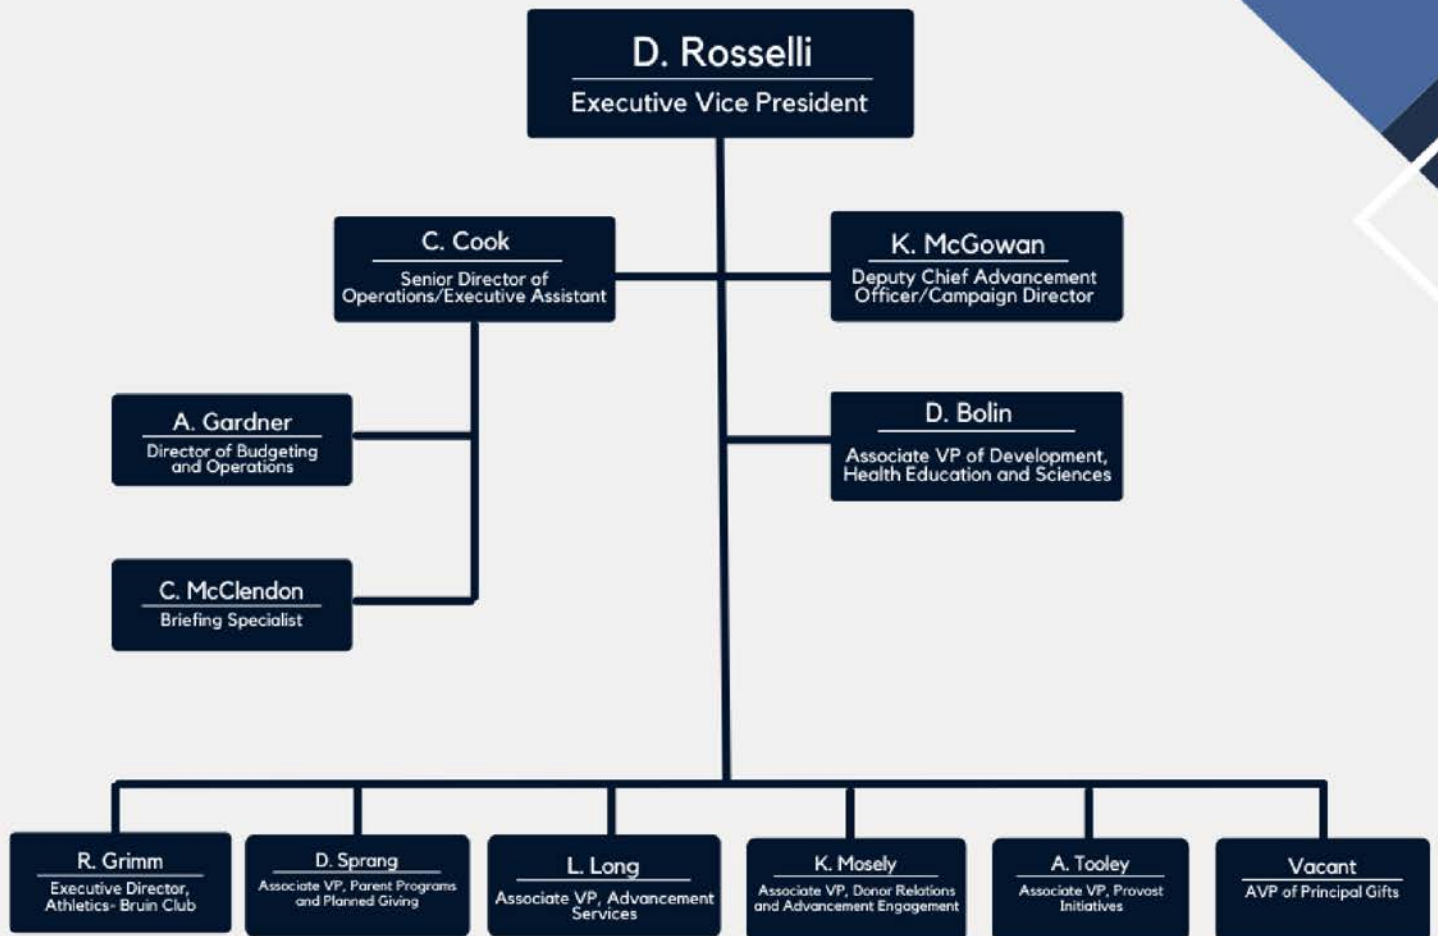 D. Rosselli
Executive Vice President
C. Cook
Senior Director of
Operations/Executive Assistant
K. McGowan
Deputy Chief Advancement
Officer/Campaign Director
A. Gardner
Director of Budgeting
and Operations
D. Bolin
Associate VP of Development,
Health Education and Sciences
C. McClendon
Briefing Specialist
R. Grimm
Executive Director,
Athletics- Bruin Club
D. Sprang
Associate VP, Parent Programs
and Planned Giving
L. Long
Associate VP, Advancement
Services
K. Mosely
Associate VP, Donor Relations
and Advancement Engagement
A. Tooley
Associate VP, Provost
Initiatives
Vacant
AVP of Principal Gifts